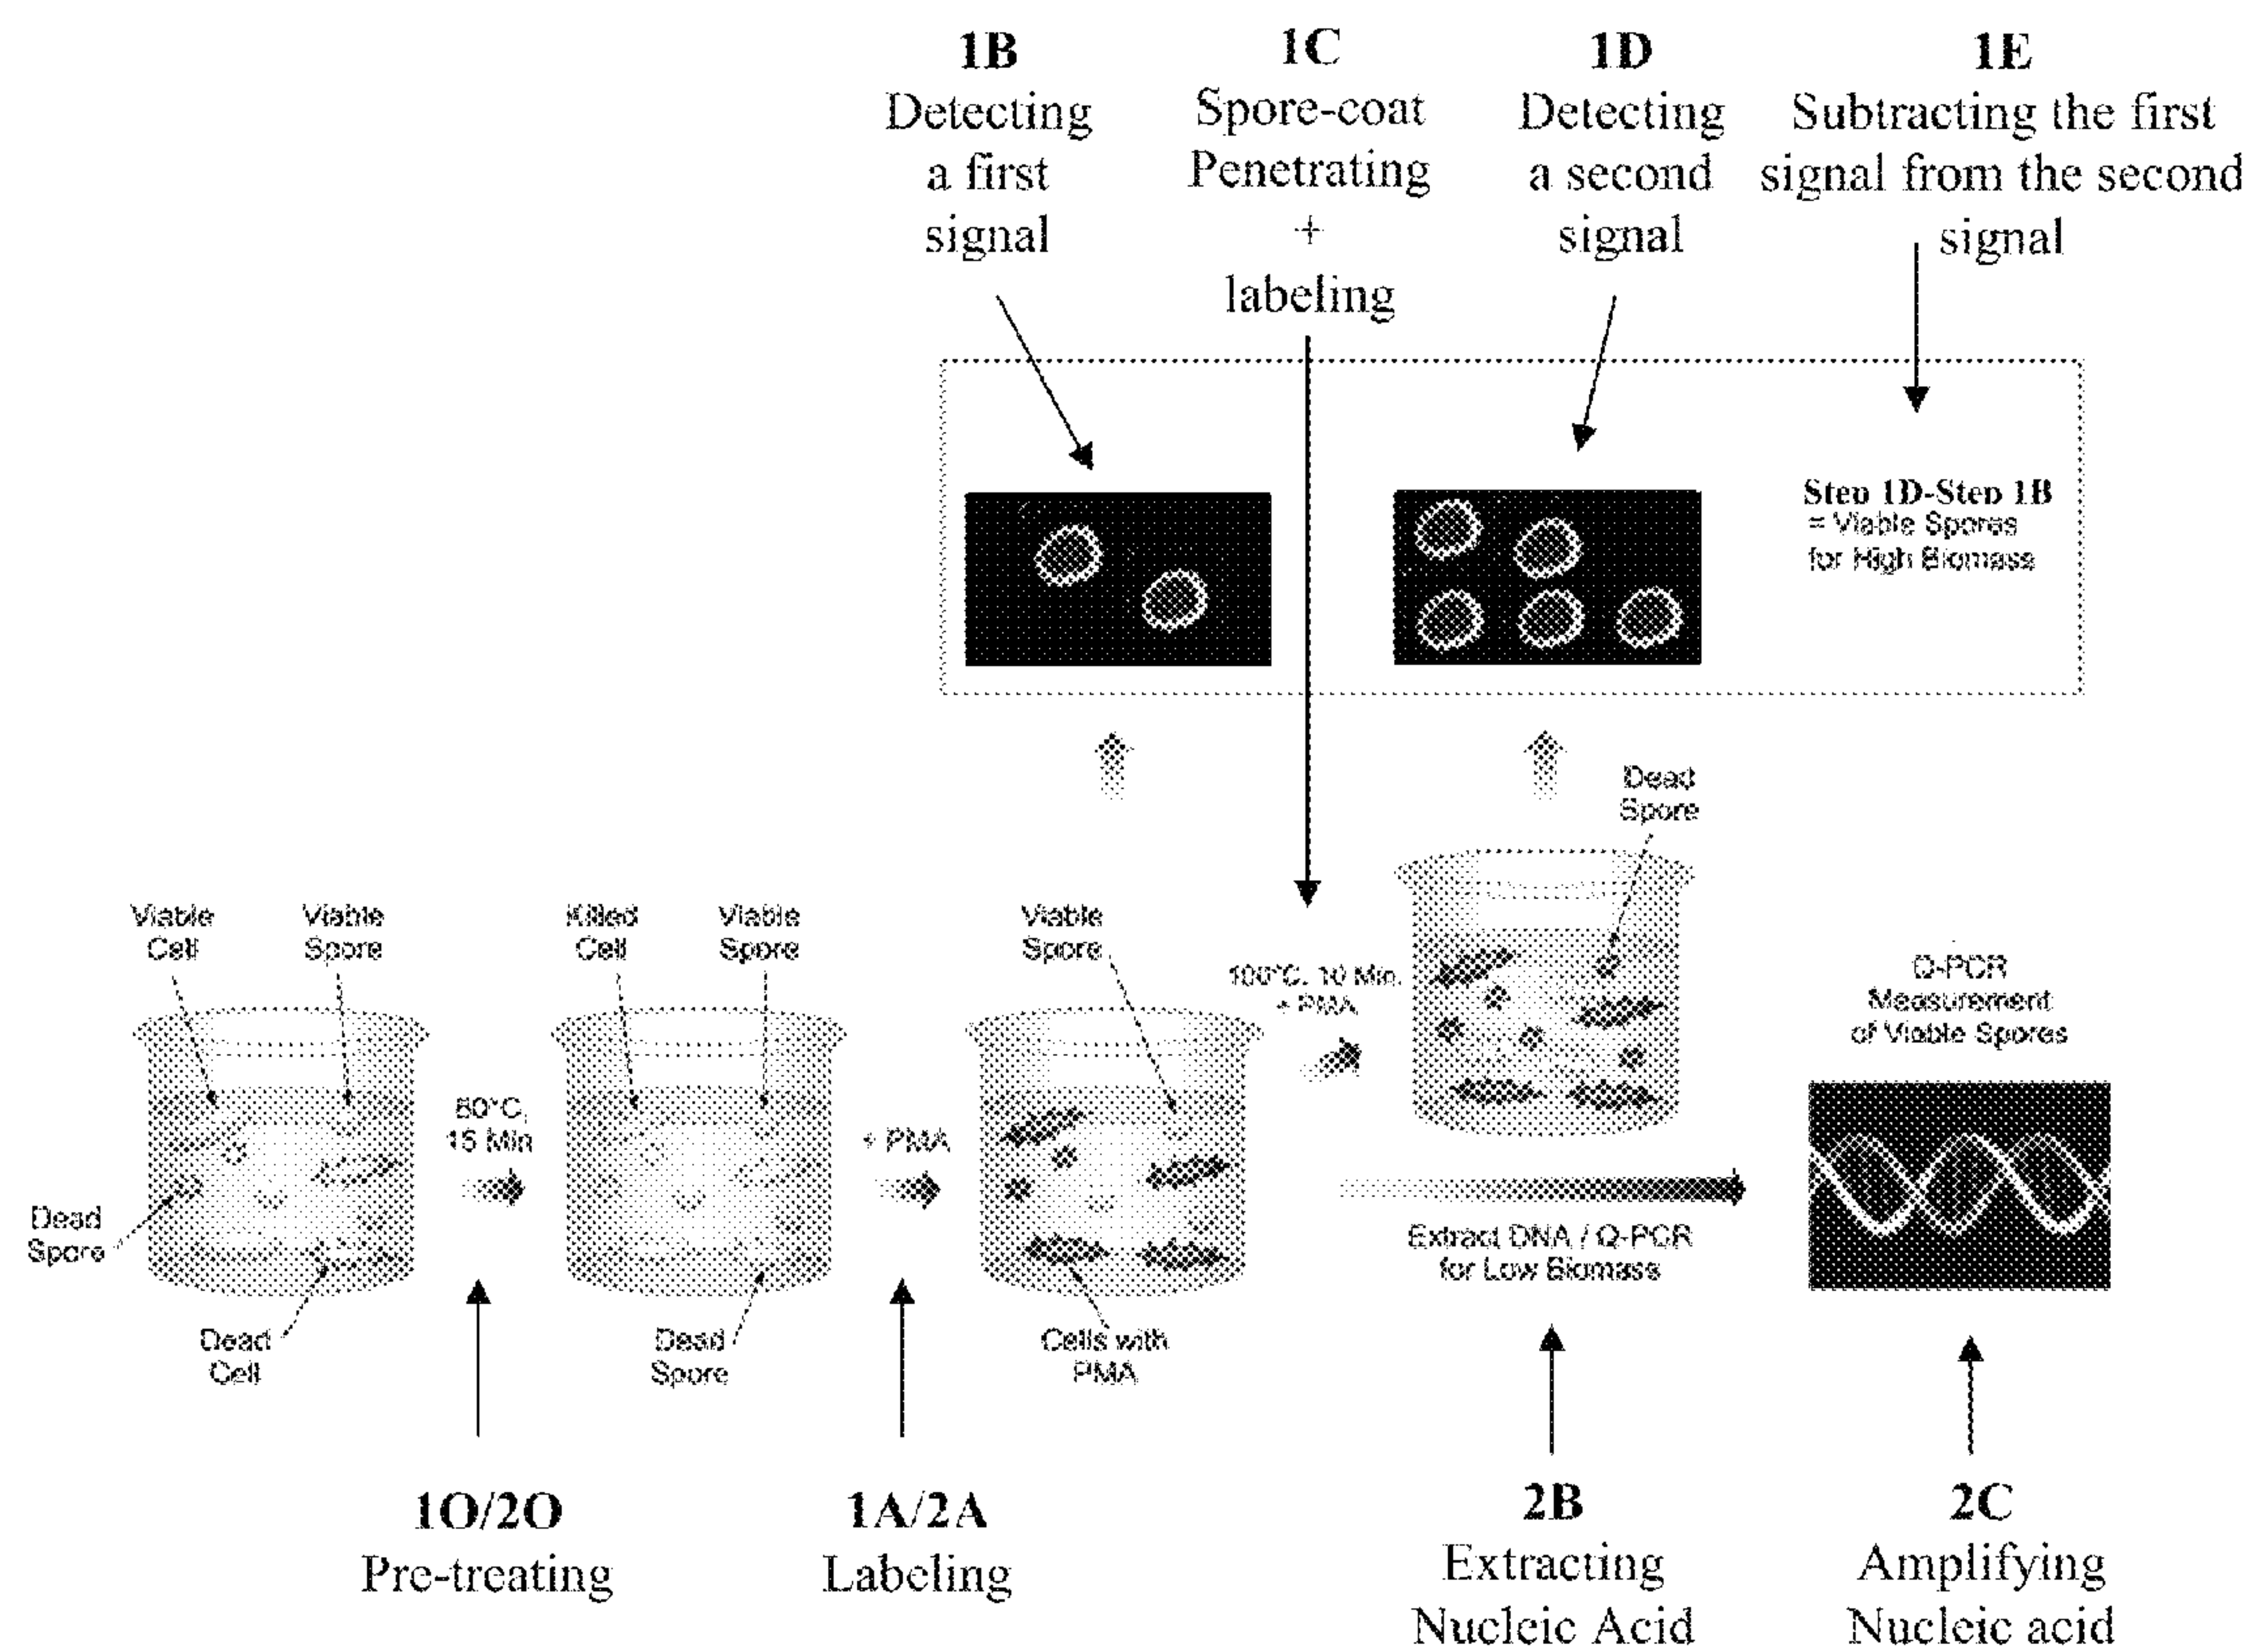 1B
Detecting
a first
signal
1C
Spore-coat
Penetrating
+
labeling
1D
Detecting
a second
signal
1E
Subtracting the first
signal from the second
signal
Step 1D-Step 1B
= Viable Spores
for High Biomass
Dead
Spore
Viable
Cell
Viable
Spore
Killed
Cell
Viable
Spore
Viable
Spore
100°C, 10 Min.
+ PMA
Q-PCR
Measurement
of Viable Spores
80°C,
15 Min
+ PMA
Dead
Spore
Dead
Cell
Dead
Spore
Cells with
PMA
Extract DNA / Q-PCR
for Low Biomass
1O/2O
Pre-treating
1A/2A
Labeling
2B
Extracting
Nucleic Acid
2C
Amplifying
Nucleic acid